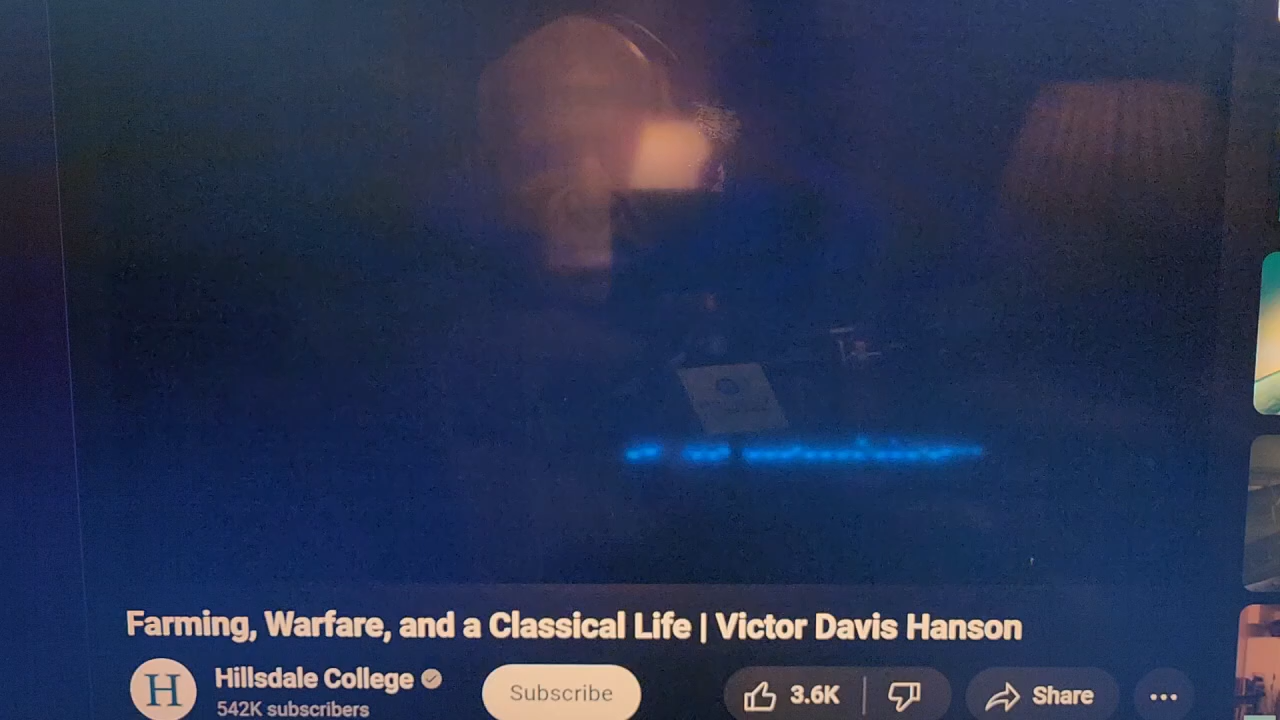 Farming, Warfare, and a Classical Life | Victor Davis Hanson
H
Hillsdale College
542K subscribers
Subscribe
3.6K
Share